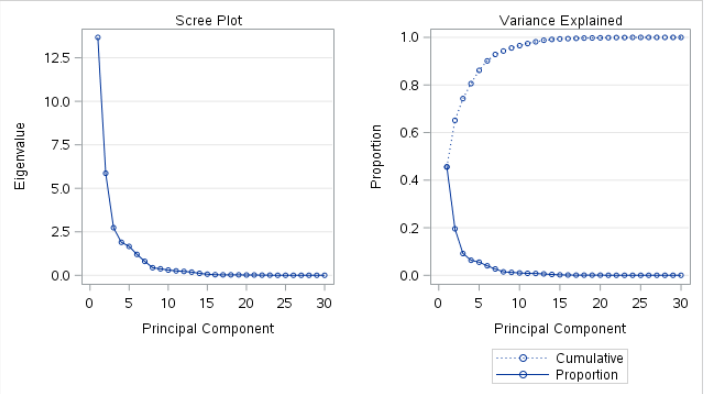 Scree Plot
Eigenvalue
12.5
10.0
7.5
5.0
2.5
0.0
0 5 10 15 20 25 30
Principal Component
Variance Explained
Proportion
1.0
0.8
0.6
0.4
0.2
0.0
0 5 10 15 20 25 30
Principal Component
Cumulative
Proportion